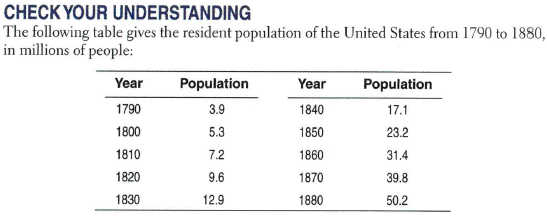 CHECK YOUR UNDERSTANDING
The following table gives the resident population of the United States from 1790 to 1880,
in millions of people:
Year Population Year Population
1790 3.9 1840 17.1
1800 5.3 1850 23.2
1810 7.2 1860 31.4
1820 9.6 1870 39.8
1830 12.9 1880 50.2